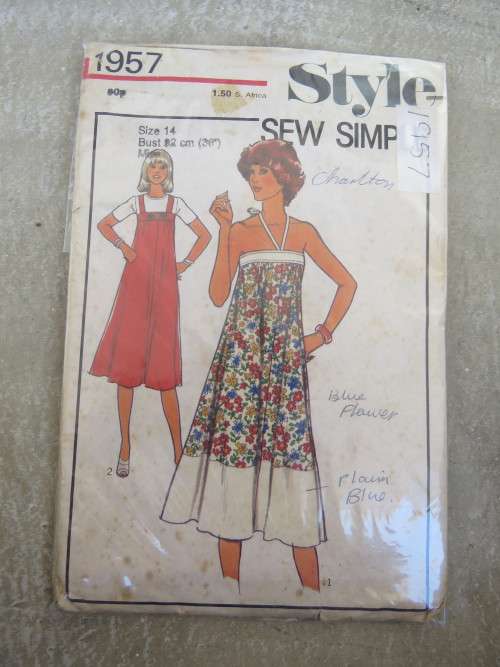 1957
80p
1.50 S. Africa
Style
Size 14
Bust 92 cm (36")
SEW SIMP
1957
Charlton
Blue
Flower
Plain
Blue.
2
1